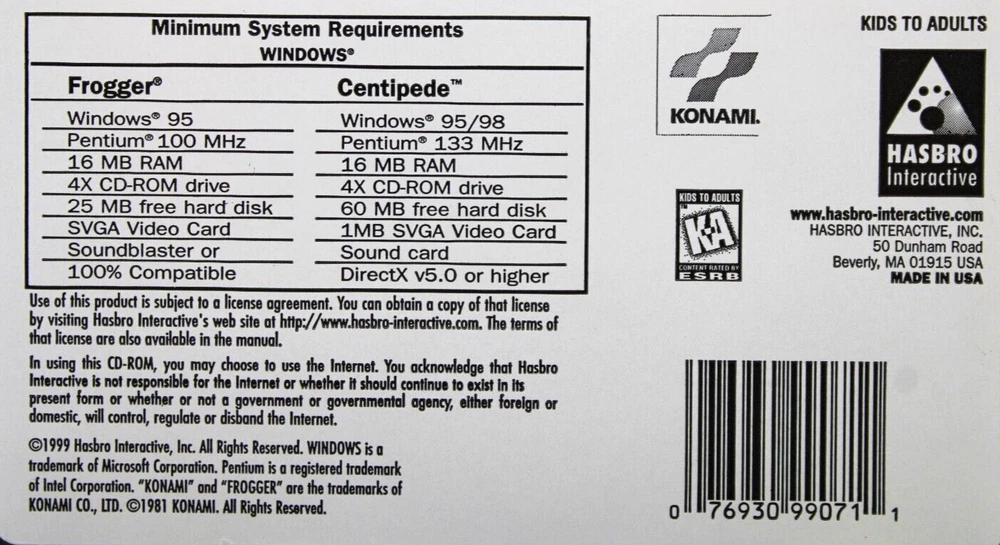 Minimum System Requirements
WINDOWS®
Frogger®
Windows® 95
Pentium® 100 MHz
16 MB RAM
4X CD-ROM drive
25 MB free hard disk
SVGA Video Card
Soundblaster or
100% Compatible
Centipede™
Windows® 95/98
Pentium® 133 MHz
16 MB RAM
4X CD-ROM drive
60 MB free hard disk
1MB SVGA Video Card
Sound card
DirectX v5.0 or higher
Use of this product is subject to a license agreement. You can obtain a copy of that license
by visiting Hasbro Interactive's web site at http://www.hasbro-interactive.com. The terms of
that license are also available in the manual.
In using this CD-ROM, you may choose to use the Internet. You acknowledge that Hasbro
Interactive is not responsible for the Internet or whether it should continue to exist in its
present form or whether or not a government or governmental agency, either foreign or
domestic, will control, regulate or disband the Internet.
©1999 Hasbro Interactive, Inc. All Rights Reserved. WINDOWS is a
trademark of Microsoft Corporation. Pentium is a registered trademark
of Intel Corporation. "KONAMI" and "FROGGER" are the trademarks of
KONAMI CO., LTD. ©1981 KONAMI. All Rights Reserved.
KONAMI.
KIDS TO ADULTS
HASBRO
Interactive
KIDS TO ADULTS
TM
K-A
CONTENT RATED BY
ESRB
www.hasbro-interactive.com
HASBRO INTERACTIVE, INC.
50 Dunham Road
Beverly, MA 01915 USA
MADE IN USA
0 76930 99071 1